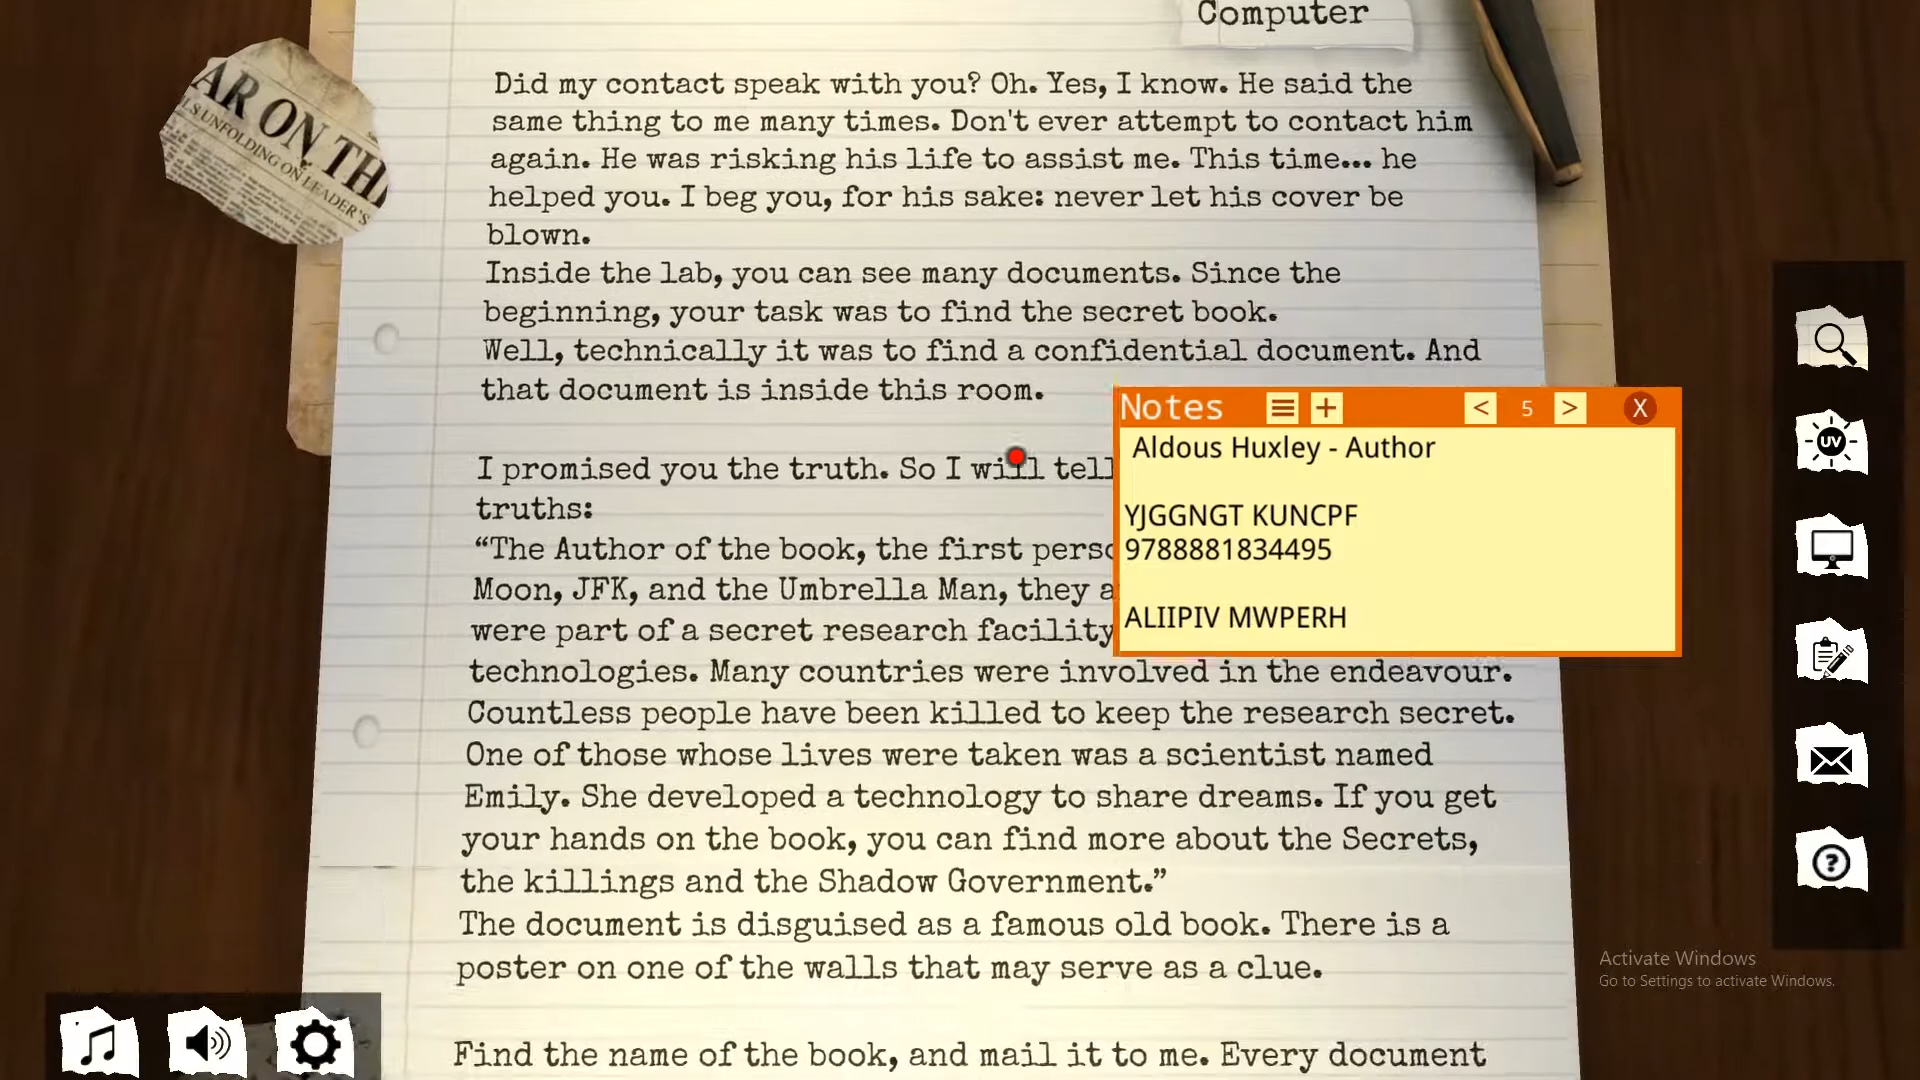 Computer
AR ON TH
LS UNFOLDING ON LEADER'S
Did my contact speak with you? Oh. Yes, I know. He said the
same thing to me many times. Don't ever attempt to contact him
again. He was risking his life to assist me. This time... he
helped you. I beg you, for his sake: never let his cover be
blown.
Inside the lab, you can see many documents. Since the
beginning, your task was to find the secret book.
Well, technically it was to find a confidential document. And
that document is inside this room.
I promised you the truth. So I will tell
truths:
“The Author of the book, the first perso
Moon, JFK, and the Umbrella Man, they a
were part of a secret research facility
technologies. Many countries were involved in the endeavour.
Countless people have been killed to keep the research secret.
One of those whose lives were taken was a scientist named
Emily. She developed a technology to share dreams. If you get
your hands on the book, you can find more about the Secrets,
the killings and the Shadow Government.”
The document is disguised as a famous old book. There is a
poster on one of the walls that may serve as a clue.
Find the name of the book, and mail it to me. Every document
Notes + < 5 > X
Aldous Huxley - Author
YJGGNGT KUNCPF
9788881834495
ALIIPIV MWPERH
UV
?
Activate Windows
Go to Settings to activate Windows.